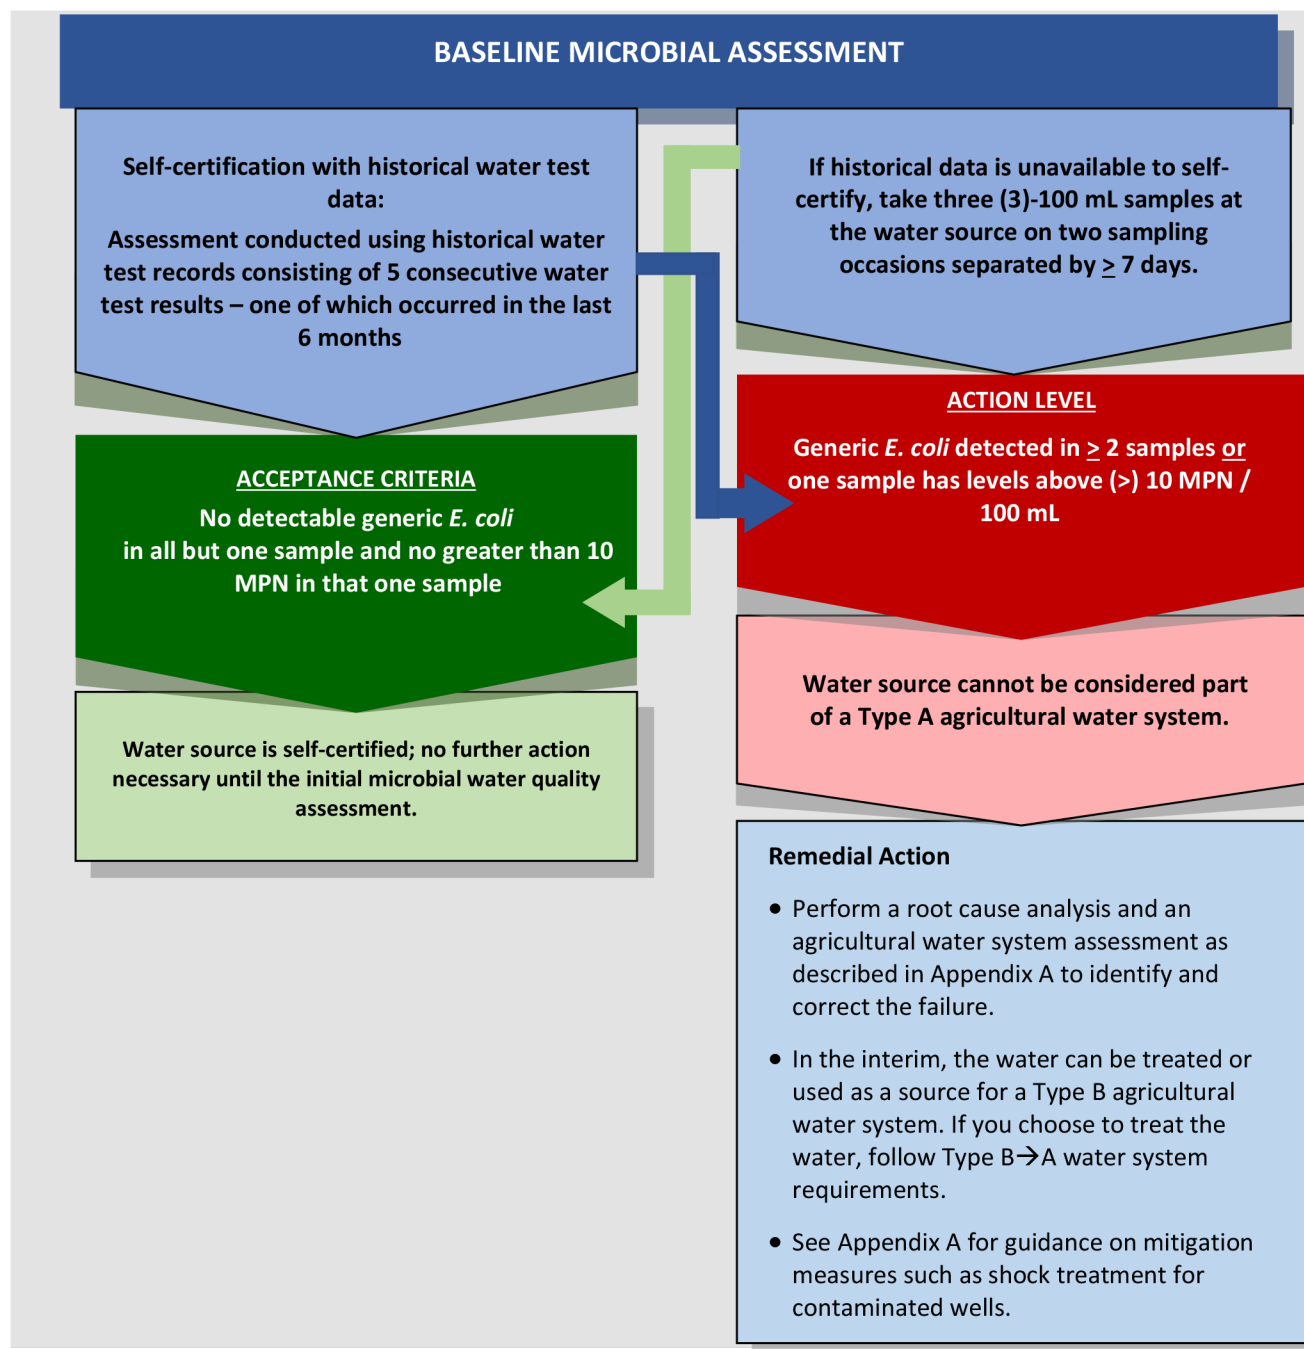 BASELINE MICROBIAL ASSESSMENT
Self-certification with historical water test
data:
Assessment conducted using historical water
test records consisting of 5 consecutive water
test results – one of which occurred in the last
6 months
ACCEPTANCE CRITERIA
No detectable generic E. coli
in all but one sample and no greater than 10
MPN in that one sample
Water source is self-certified; no further action
necessary until the initial microbial water quality
assessment.
If historical data is unavailable to self-
certify, take three (3)-100 mL samples at
the water source on two sampling
occasions separated by ≥ 7 days.
ACTION LEVEL
Generic E. coli detected in ≥ 2 samples or
one sample has levels above (>) 10 MPN /
100 mL
Water source cannot be considered part
of a Type A agricultural water system.
Remedial Action
• Perform a root cause analysis and an
agricultural water system assessment as
described in Appendix A to identify and
correct the failure.
• In the interim, the water can be treated or
used as a source for a Type B agricultural
water system. If you choose to treat the
water, follow Type B→A water system
requirements.
• See Appendix A for guidance on mitigation
measures such as shock treatment for
contaminated wells.